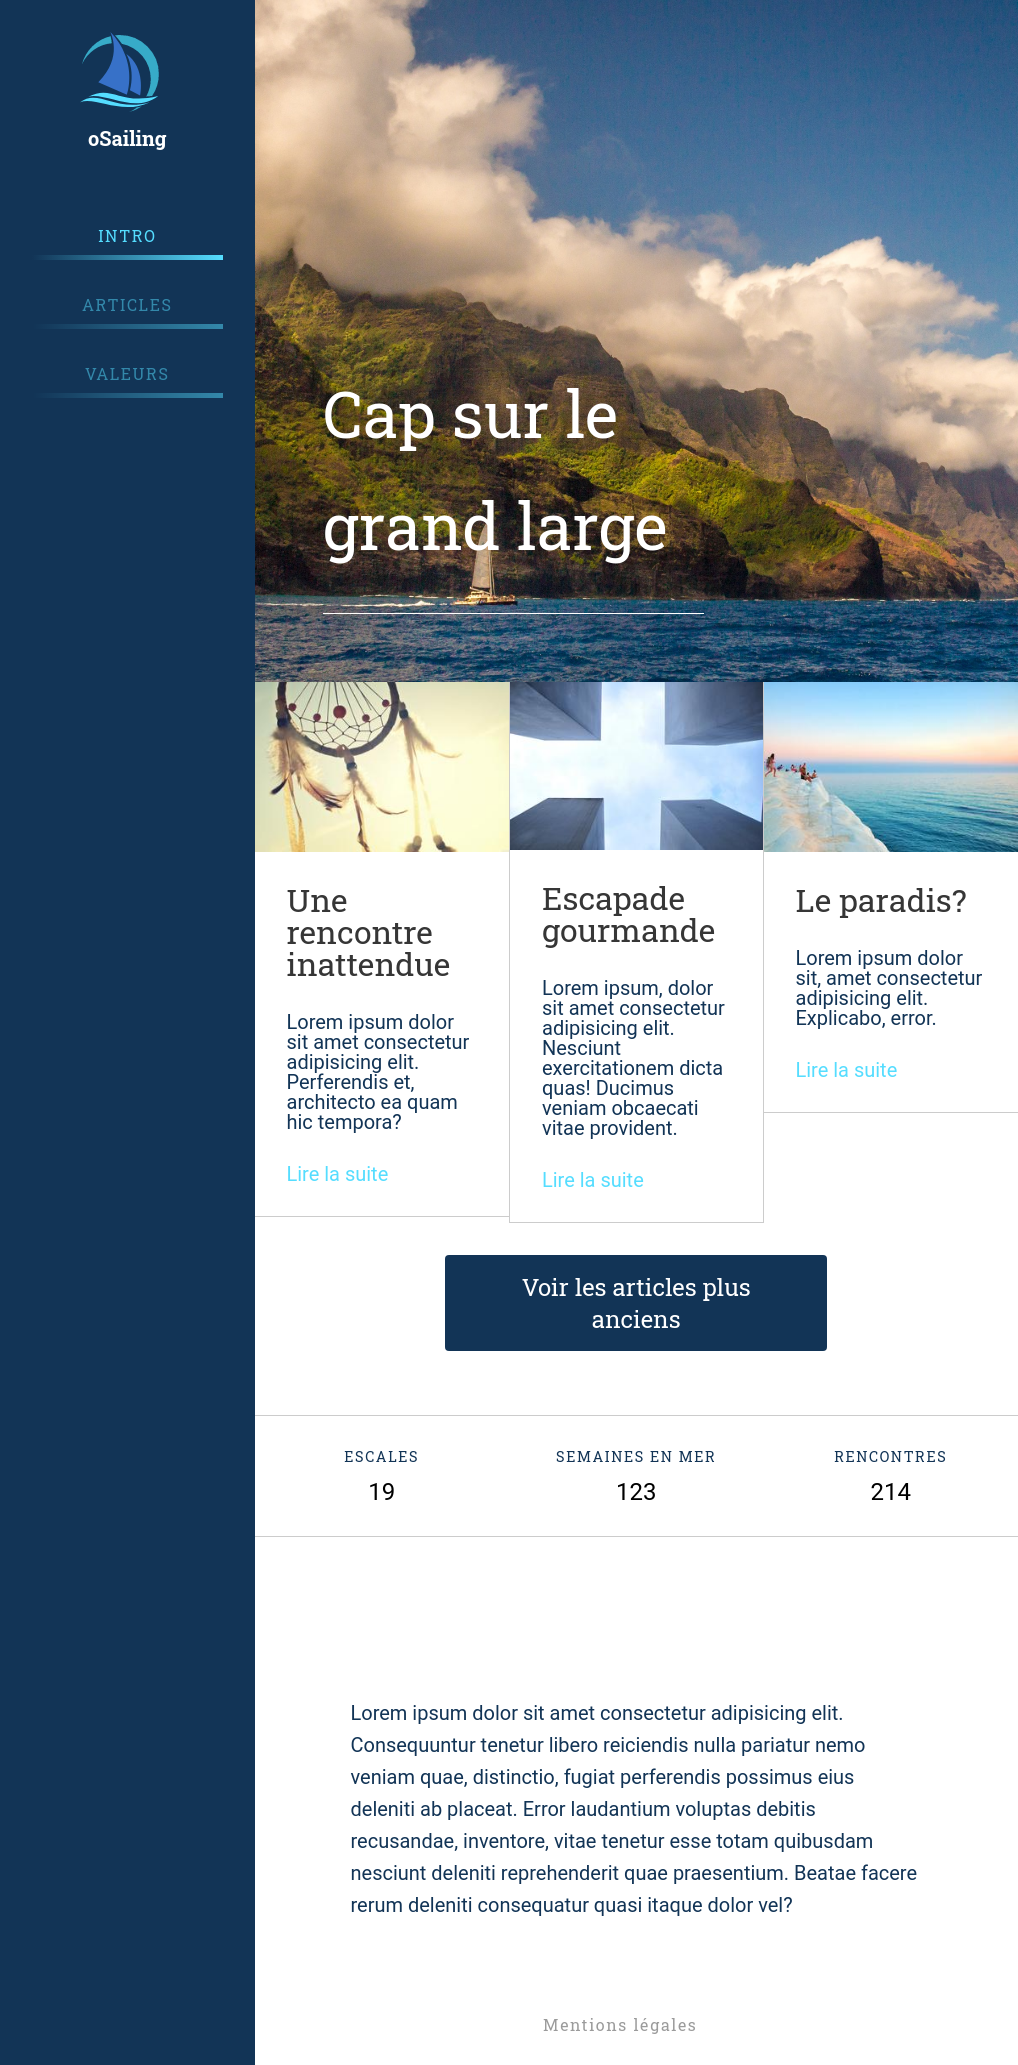 oSailing
INTRO
ARTICLES
VALEURS
Cap sur le
grand large
Une
rencontre
inattendue
Lorem ipsum dolor
sit amet consectetur
adipisicing elit.
Perferendis et,
architecto ea quam
hic tempora?
Lire la suite
Escapade
gourmande
Lorem ipsum, dolor
sit amet consectetur
adipisicing elit.
Nesciunt
exercitationem dicta
quas! Ducimus
veniam obcaecati
vitae provident.
Lire la suite
Le paradis?
Lorem ipsum dolor
sit, amet consectetur
adipisicing elit.
Explicabo, error.
Lire la suite
Voir les articles plus
anciens
ESCALES
19
SEMAINES EN MER
123
RENCONTRES
214
Lorem ipsum dolor sit amet consectetur adipisicing elit.
Consequuntur tenetur libero reiciendis nulla pariatur nemo
veniam quae, distinctio, fugiat perferendis possimus eius
deleniti ab placeat. Error laudantium voluptas debitis
recusandae, inventore, vitae tenetur esse totam quibusdam
nesciunt deleniti reprehenderit quae praesentium. Beatae facere
rerum deleniti consequatur quasi itaque dolor vel?
Mentions légales